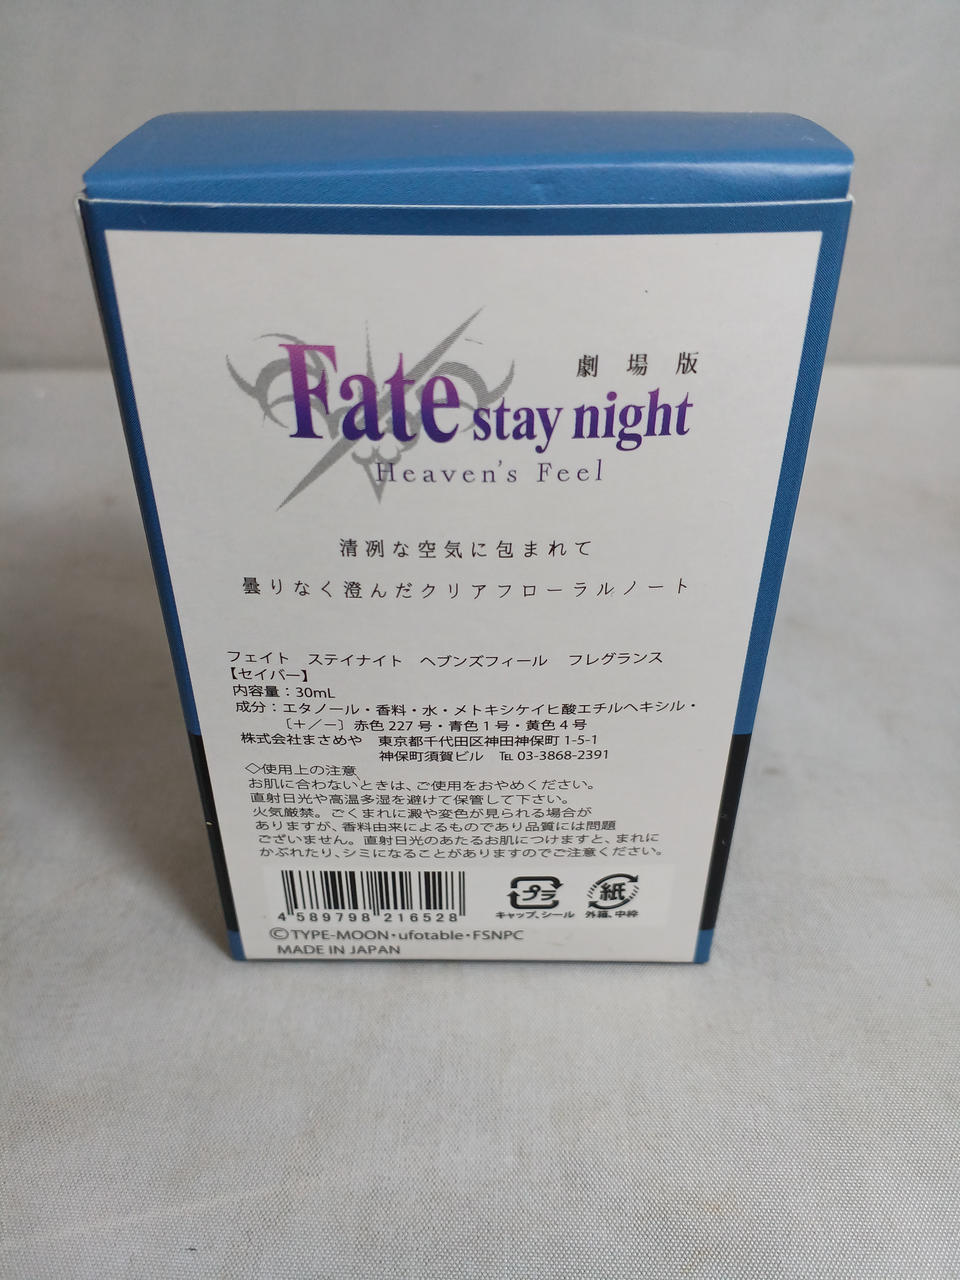 劇場版
Fate stay night
Heaven's Feel
清冽な空気に包まれて
曇りなく澄んだクリアフローラルノート
フェイト ステイナイト ヘブンズフィール フレグランス
【セイバー】
内容量：30mL
成分：エタノール・香料・水・メトキシケイヒ酸エチルヘキシル・
〔＋／－〕赤色227号・青色1号・黄色4号
株式会社まさめや 東京都千代田区神田神保町1-5-1
神保町須賀ビル ℡03-3868-2391
◇使用上の注意
お肌に合わないときは、ご使用をおやめください。
直射日光や高温多湿を避けて保管して下さい。
火気厳禁。ごくまれに澱や変色が見られる場合が
ありますが、香料由来によるものであり品質には問題
ございません。直射日光のあたるお肌につけますと、まれに
かぶれたり、シミになることがありますのでご注意ください。
4 589798 216528
プラ
キャップ、シール
紙
外箱、中枠
©TYPE-MOON・ufotable・FSNPC
MADE IN JAPAN